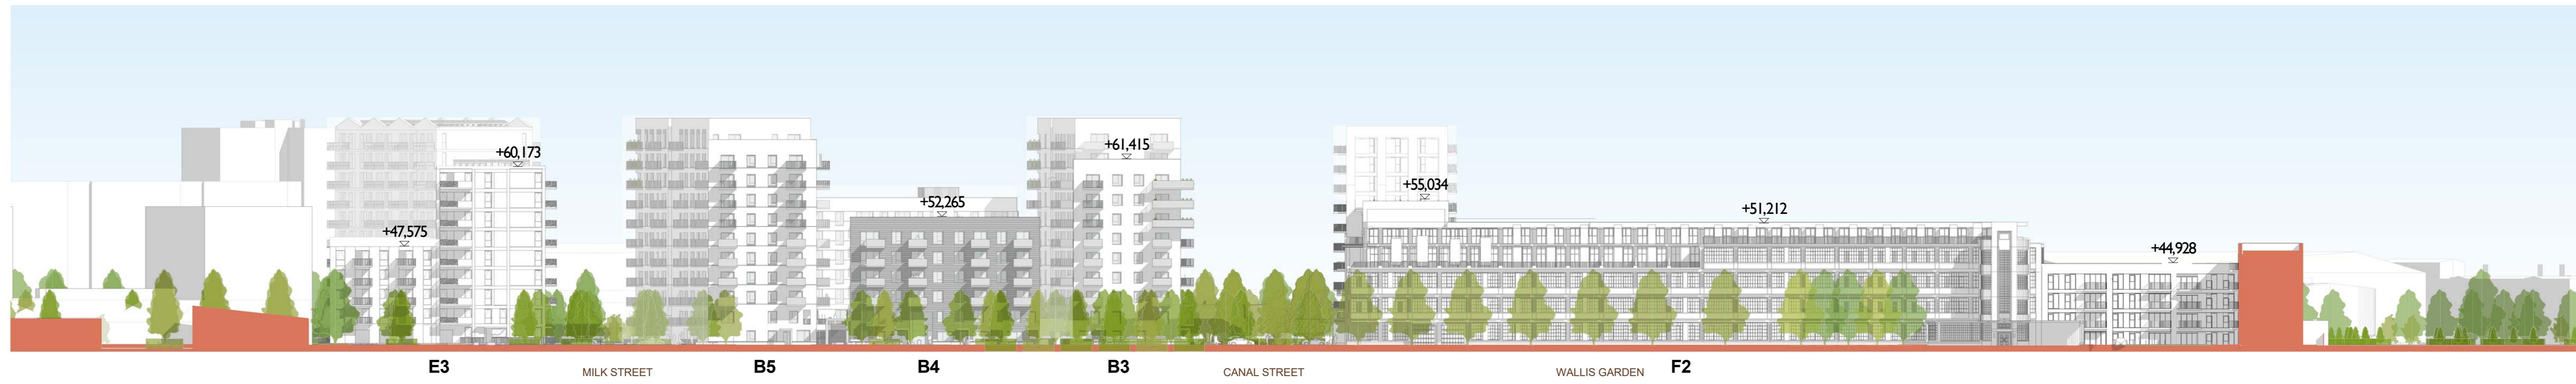 +60,173
+47,575
+52,265
+61,415
+55,034
+51,212
+44,928
E3
MILK STREET
B5
B4
B3
CANAL STREET
WALLIS GARDEN
F2